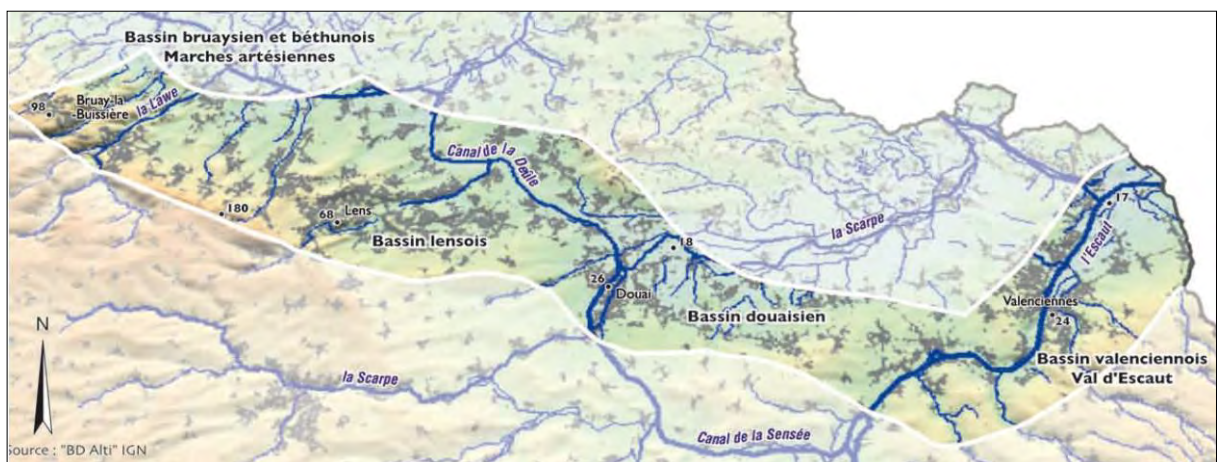 Bassin bruaysien et béthunois
Marches artésiennes
98
Bruay-la
-Buissière
la Lawe
Canal de la Deûle
17
180
68
Lens
Bassin lensois
la Scarpe
l'Escaut
18
26
Douai
Bassin douaisien
Valenciennes
24
Bassin valenciennois
Val d'Escaut
N
la Scarpe
Canal de la Sensée
Source : "BD Alti" IGN